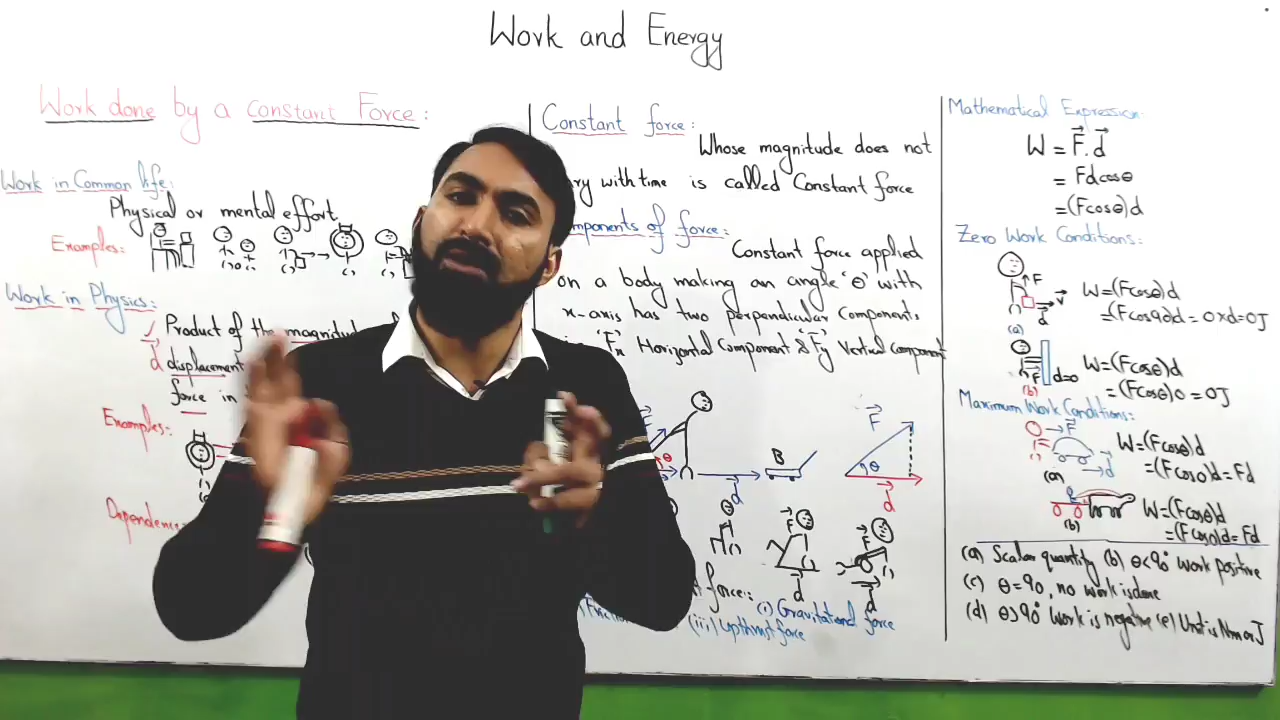 Work and Energy
Work done by a Constant Force:
Work in Common life:
Physical or mental effort
Examples:
Work in Physics:
Product of the magnitude
d displacement
force in
Examples:
Constant force:
Whose magnitude does not
with time is called Constant force
of force:
Constant force applied
on a body making an angle 'θ' with
x-axis has two perpendicular components
'Fx' Horizontal Component & 'Fy' Vertical Component
θ
d
B
F
θ
d
F
d
F
d
force:
(i) Gravitational force
(iii) Upthrust force
Mathematical Expression
W = F.d
= Fdcosθ
= (Fcosθ)d
Zero Work Conditions:
F
V
d
(a)
W=(Fcosθ)d
=(Fcos90)d = 0xd=0J
F
d=0
(b)
W=(Fcosθ)d
=(Fcosθ)0 = 0J
Maximum Work Conditions:
F
d
(a)
W=(Fcosθ)d
=(Fcos0)d=Fd
(b)
W=(Fcosθ)d
=(Fcos0)d=Fd
(a) Scalar quantity (b) θ<90° Work positive
(c) θ=90, no work is done
(d) θ>90° Work is negative (e) Unit is Nm or J